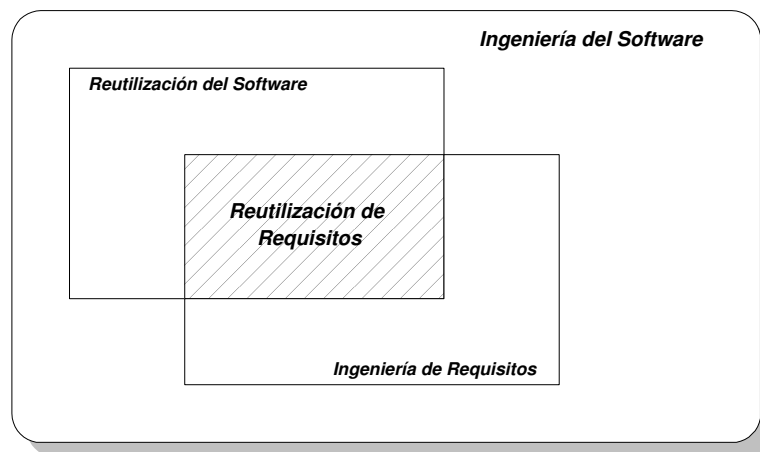 Ingeniería del Software
Reutilización del Software
Reutilización de
Requisitos
Ingeniería de Requisitos